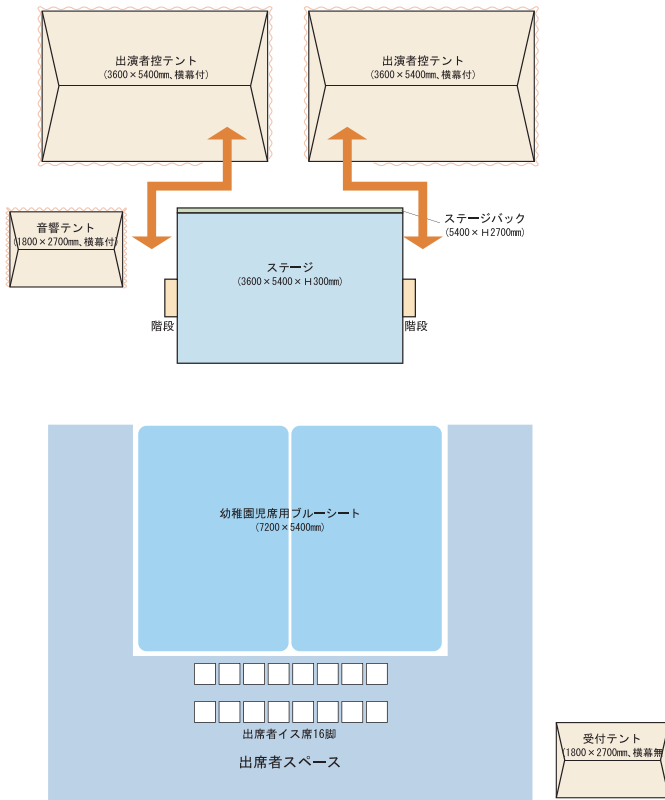 出演者控テント
(3600×5400mm、横幕付)
出演者控テント
(3600×5400mm、横幕付)
音響テント
(1800×2700mm、横幕付)
ステージバック
(5400×H2700mm)
ステージ
(3600×5400×H300mm)
階段
階段
幼稚園児席用ブルーシート
(7200×5400mm)
出席者イス席16脚
出席者スペース
受付テント
(1800×2700mm、横幕無